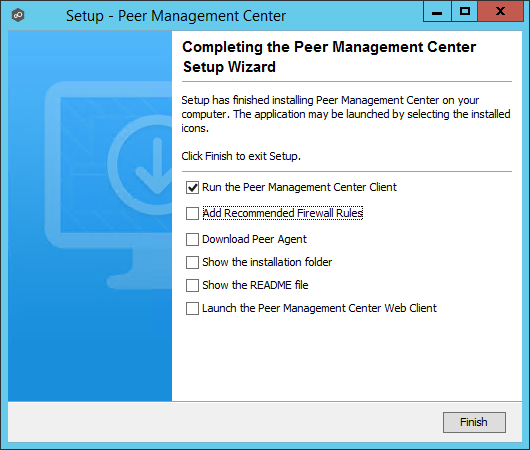 Setup - Peer Management Center
Completing the Peer Management Center
Setup Wizard
Setup has finished installing Peer Management Center on your
computer. The application may be launched by selecting the installed
icons.
Click Finish to exit Setup.
Run the Peer Management Center Client
Add Recommended Firewall Rules
Download Peer Agent
Show the installation folder
Show the README file
Launch the Peer Management Center Web Client
Finish